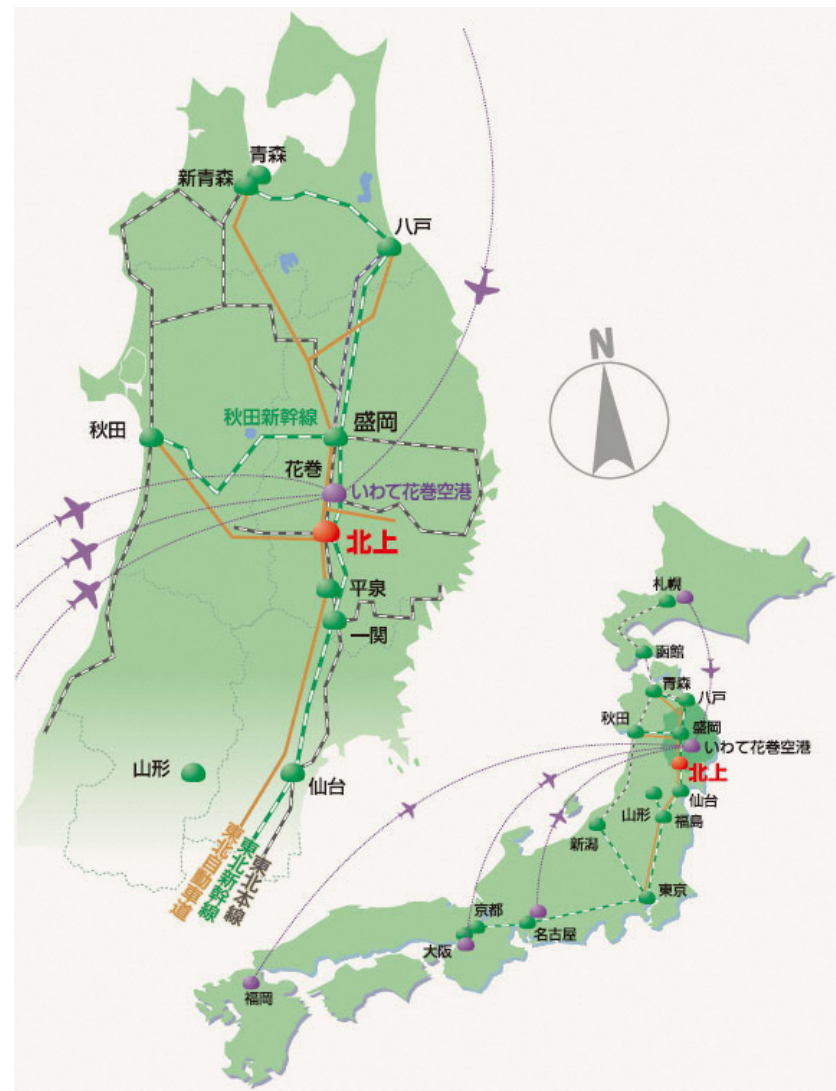 青森
新青森
八戸
N
秋田新幹線
盛岡
秋田
花巻
いわて花巻空港
北上
平泉
一関
山形
仙台
東北自動車道
東北新幹線
東北本線
札幌
函館
青森
八戸
秋田
盛岡
いわて花巻空港
北上
仙台
山形
福島
新潟
東京
京都
名古屋
大阪
福岡